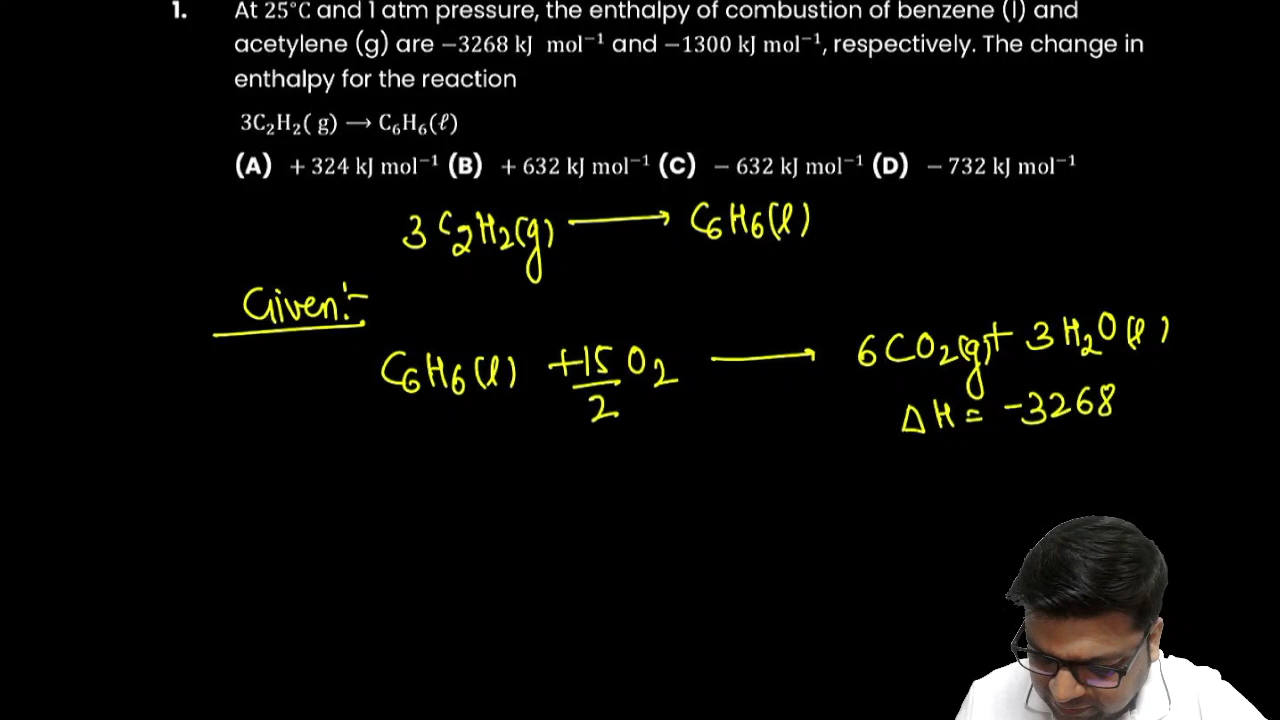 1. At 25°C and 1 atm pressure, the enthalpy of combustion of benzene (l) and
acetylene (g) are −3268 kJ mol⁻¹ and −1300 kJ mol⁻¹, respectively. The change in
enthalpy for the reaction
3C₂H₂( g) ⟶ C₆H₆(ℓ)
(A) + 324 kJ mol⁻¹ (B) + 632 kJ mol⁻¹ (C) − 632 kJ mol⁻¹ (D) − 732 kJ mol⁻¹
3 C₂H₂(g) ⟶ C₆H₆(l)
Given:-
C₆H₆(l) + 15/2 O₂ ⟶ 6CO₂(g) + 3H₂O(l)
ΔH = -3268